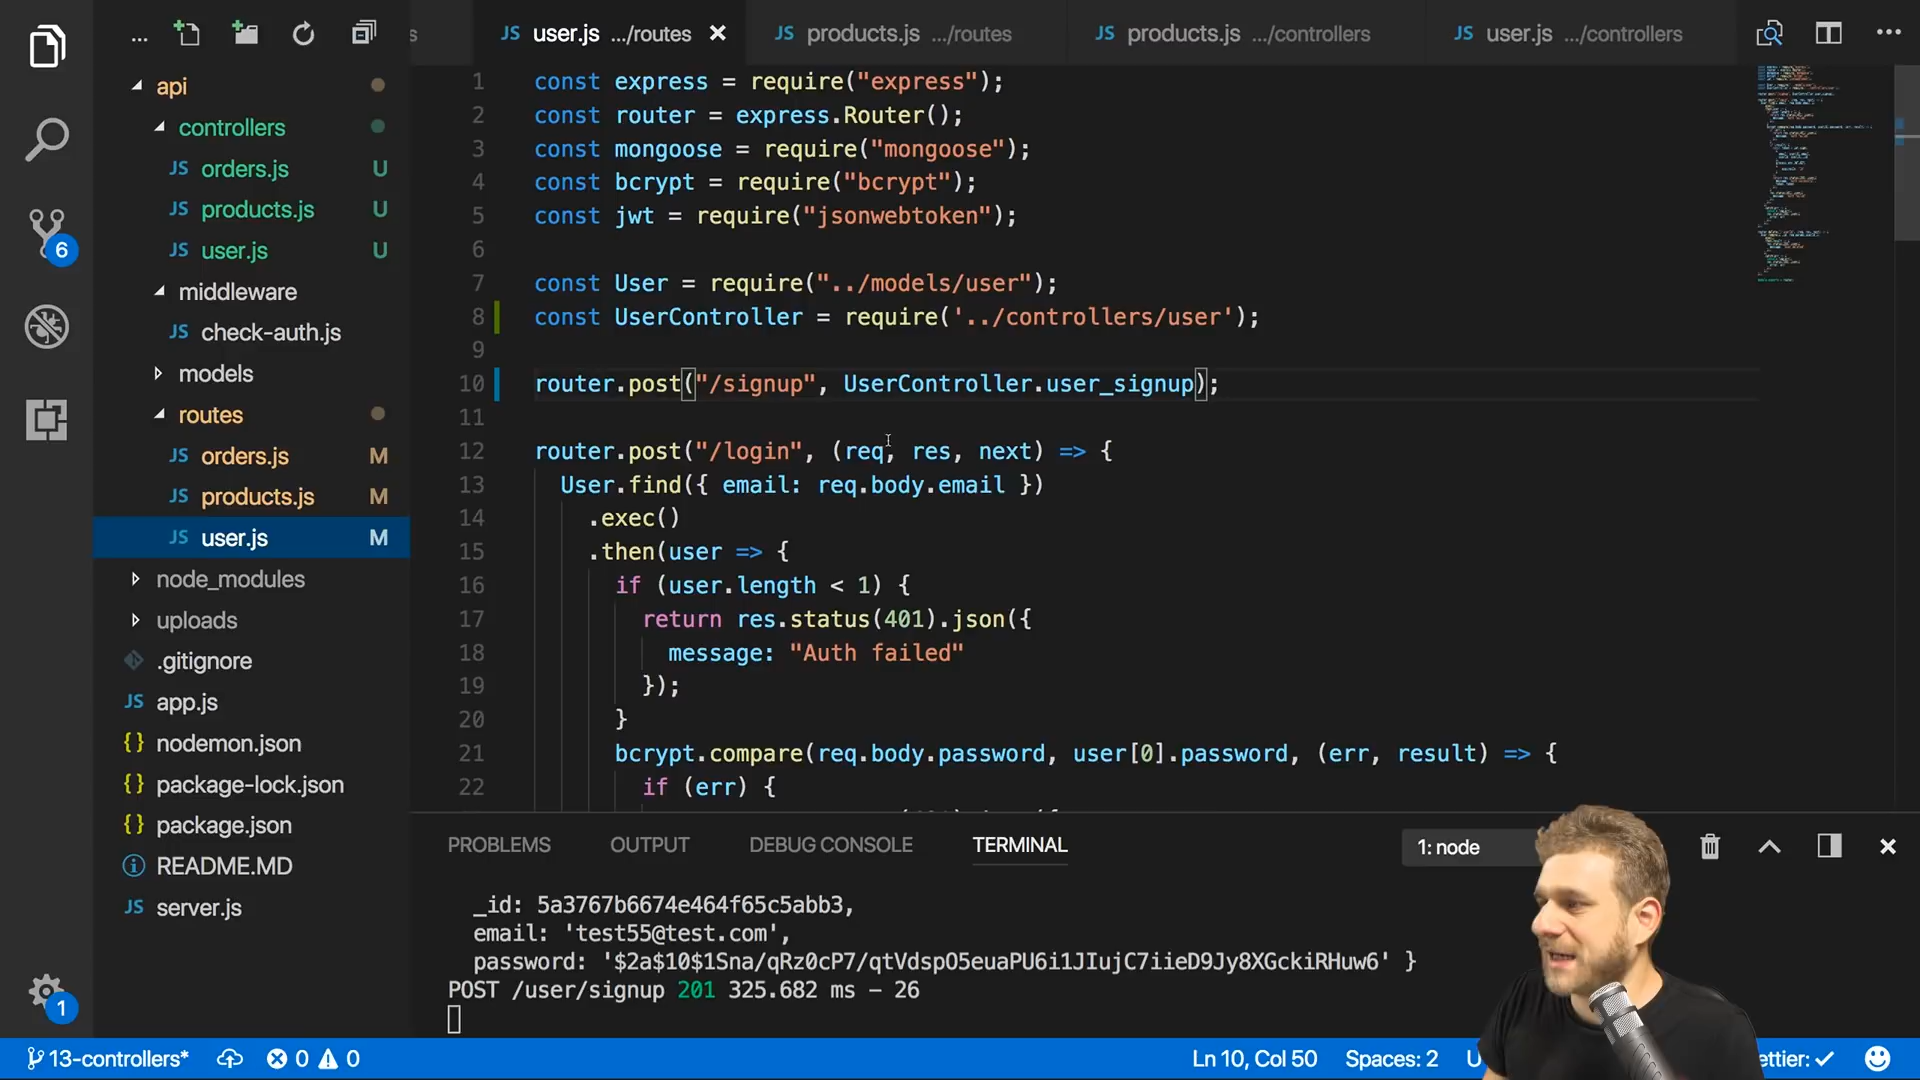 ... s JS user.js .../routes × JS products.js .../routes JS products.js .../controllers JS user.js .../controllers ...
api
controllers
JS orders.js U
JS products.js U
JS user.js U
middleware
JS check-auth.js
models
routes
JS orders.js M
JS products.js M
JS user.js M
node_modules
uploads
.gitignore
JS app.js
{} nodemon.json
{} package-lock.json
{} package.json
README.MD
JS server.js
6
1
1 const express = require("express");
2 const router = express.Router();
3 const mongoose = require("mongoose");
4 const bcrypt = require("bcrypt");
5 const jwt = require("jsonwebtoken");
6
7 const User = require("../models/user");
8 const UserController = require('../controllers/user');
9
10 router.post("/signup", UserController.user_signup);
11
12 router.post("/login", (req, res, next) => {
13 User.find({ email: req.body.email })
14 .exec()
15 .then(user => {
16 if (user.length < 1) {
17 return res.status(401).json({
18 message: "Auth failed"
19 });
20 }
21 bcrypt.compare(req.body.password, user[0].password, (err, result) => {
22 if (err) {
PROBLEMS OUTPUT DEBUG CONSOLE TERMINAL 1: node
_id: 5a3767b6674e464f65c5abb3,
email: 'test55@test.com',
password: '$2a$10$1Sna/qRz0cP7/qtVdspO5euaPU6i1JIujC7iieD9Jy8XGckiRHuw6' }
POST /user/signup 201 325.682 ms - 26
13-controllers* 0 0 Ln 10, Col 50 Spaces: 2